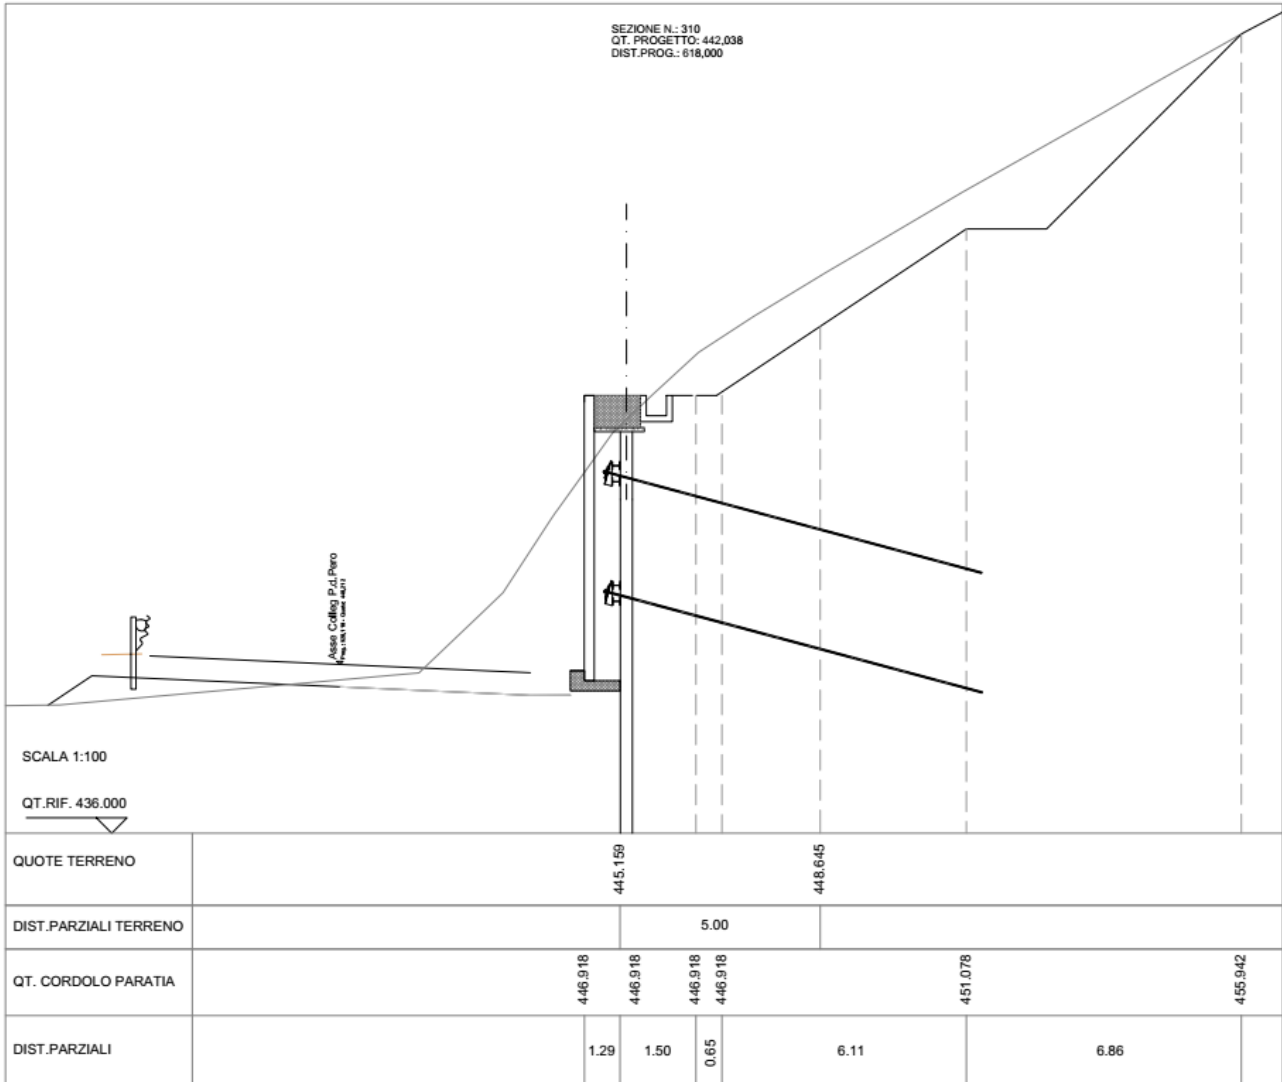 SEZIONE N.: 310
QT. PROGETTO: 442,038
DIST.PROG.: 618,000
Asse Colleg P.d.Pero
SCALA 1:100
QT.RIF. 436.000
QUOTE TERRENO 445.159 448.645
DIST.PARZIALI TERRENO 5.00
QT. CORDOLO PARATIA 446.918 446.918 446.918 446.918 451.078 455.942
DIST.PARZIALI 1.29 1.50 0.65 6.11 6.86